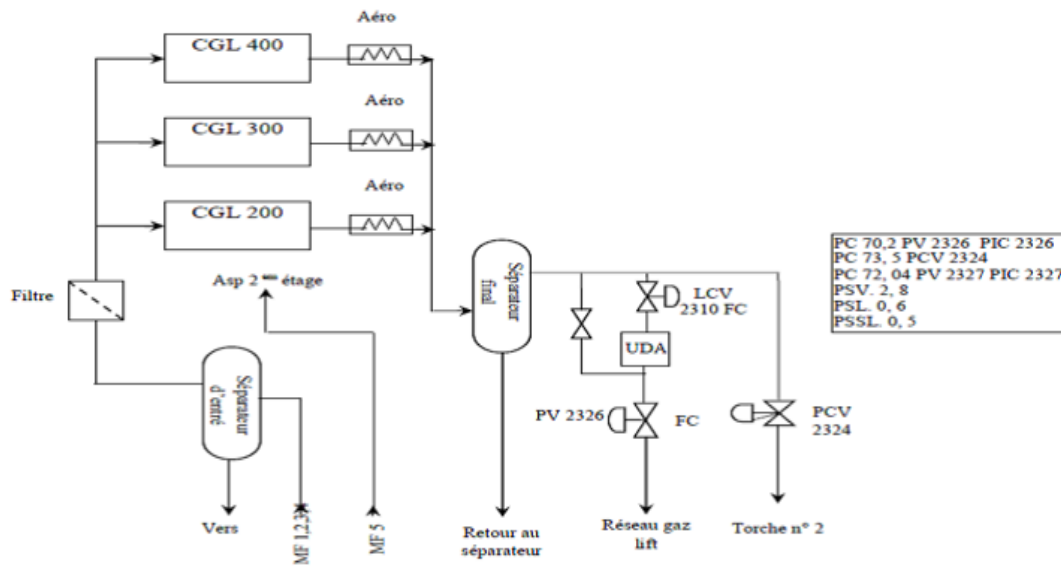 Aéro
CGL 400
Aéro
CGL 300
Aéro
CGL 200
Asp 2 ème étage
Filtre
Séparateur
d'entré
Vers
MF 1,2,3,
MF 5
Séparateur
final
Retour au
séparateur
LCV
2310 FC
UDA
PV 2326
FC
Réseau gaz
lift
PCV
2324
Torche n° 2
PC 70,2 PV 2326 PIC 2326
PC 73, 5 PCV 2324
PC 72, 04 PV 2327 PIC 2327
PSV. 2, 8
PSL. 0, 6
PSSL. 0, 5